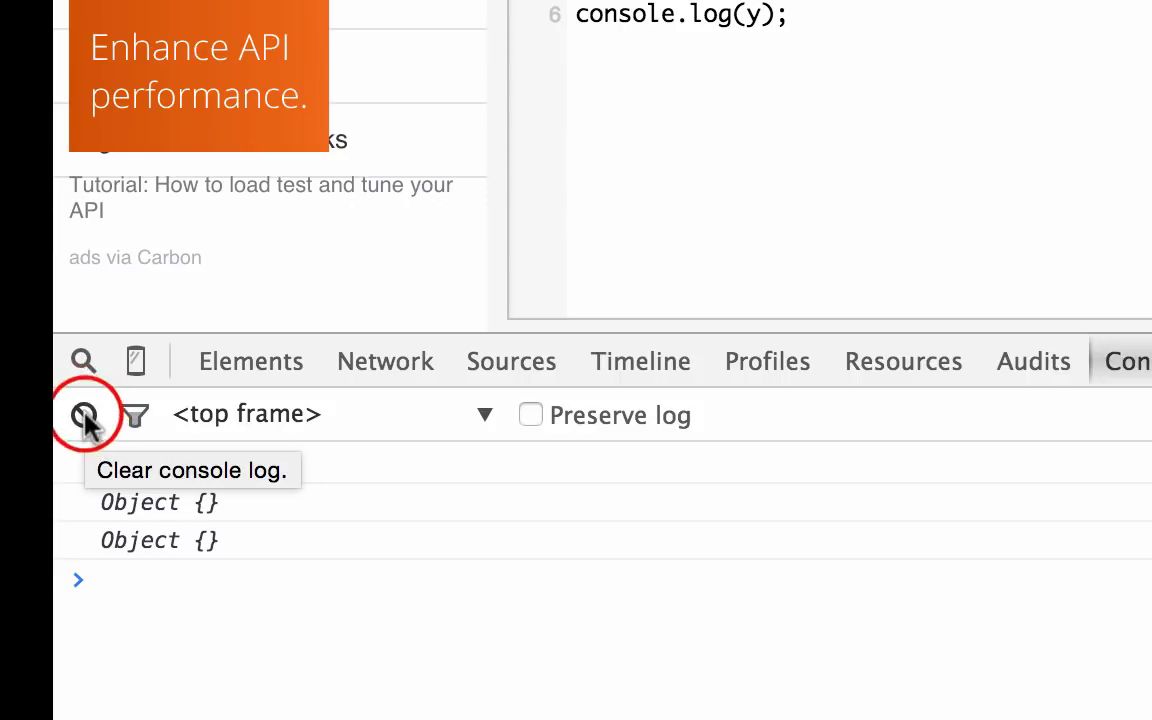 6 console.log(y);
Enhance API
performance.
ks
Tutorial: How to load test and tune your
API
ads via Carbon
Elements Network Sources Timeline Profiles Resources Audits Con
<top frame> ▼ Preserve log
Clear console log.
Object {}
Object {}
>